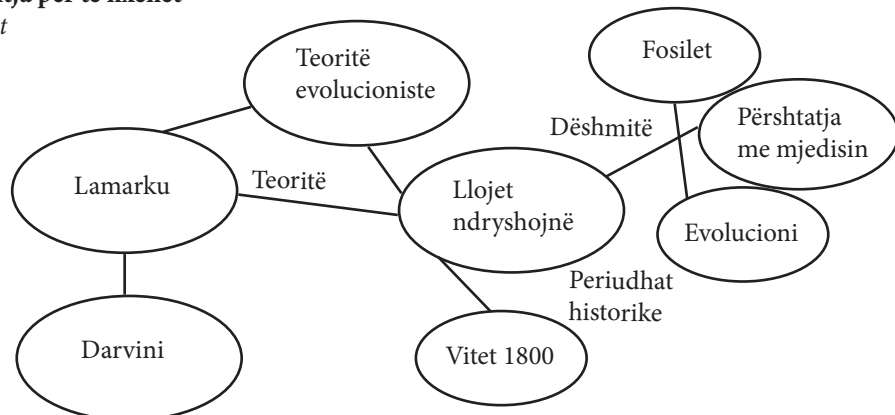 t
Teoritë
evolucioniste
Fosilet
Dëshmitë
Përshtatja
me mjedisin
Lamarku
Teoritë
Llojet
ndryshojnë
Evolucioni
Periudhat
historike
Darvini
Vitet 1800